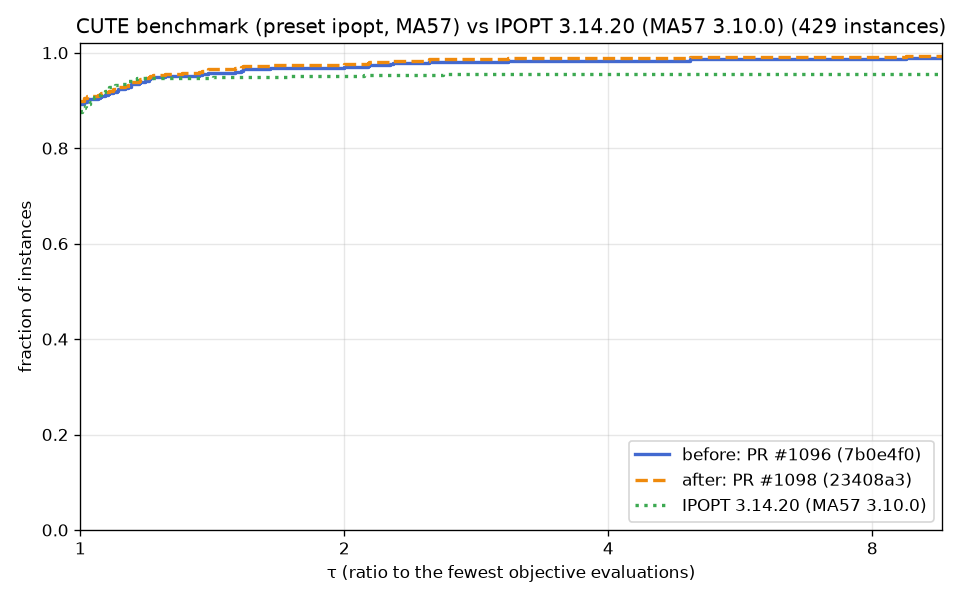 CUTE benchmark (preset ipopt, MA57) vs IPOPT 3.14.20 (MA57 3.10.0) (429 instances)
fraction of instances
1.0
0.8
0.6
0.4
0.2
0.0
before: PR #1096 (7b0e4f0)
after: PR #1098 (23408a3)
IPOPT 3.14.20 (MA57 3.10.0)
1 2 4 8
τ (ratio to the fewest objective evaluations)